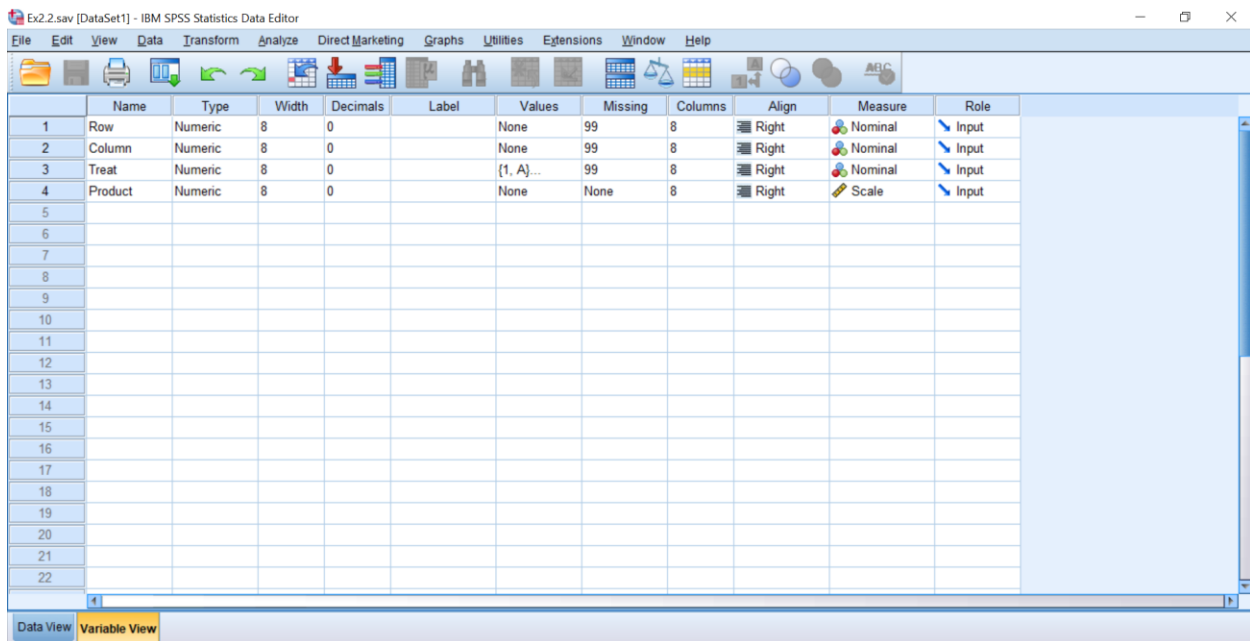 Ex2.2.sav [DataSet1] - IBM SPSS Statistics Data Editor
File Edit View Data Transform Analyze Direct Marketing Graphs Utilities Extensions Window Help
Name Type Width Decimals Label Values Missing Columns Align Measure Role
1 Row Numeric 8 0 None 99 8 Right Nominal Input
2 Column Numeric 8 0 None 99 8 Right Nominal Input
3 Treat Numeric 8 0 {1, A}... 99 8 Right Nominal Input
4 Product Numeric 8 0 None None 8 Right Scale Input
5
6
7
8
9
10
11
12
13
14
15
16
17
18
19
20
21
22
Data View Variable View